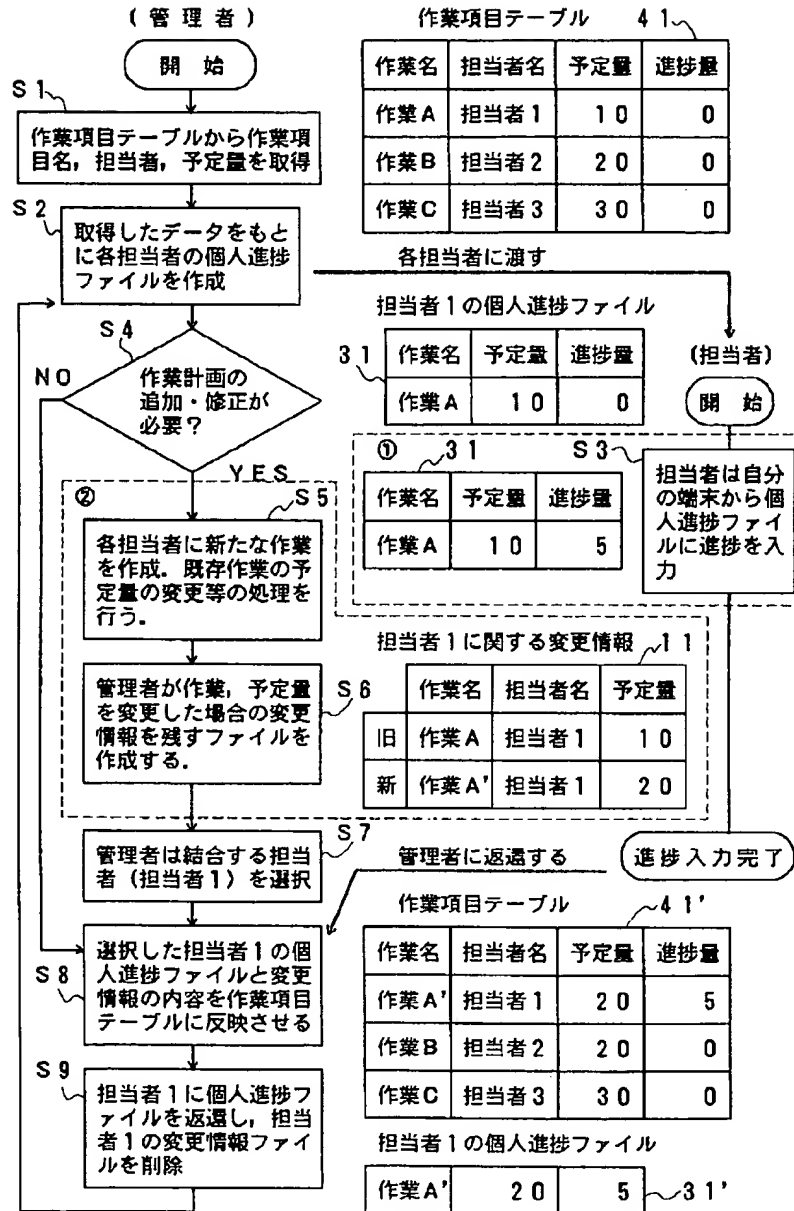 (管理者)
開 始
S1
作業項目テーブルから作業項
目名,担当者,予定量を取得
S2
取得したデータをもと
に各担当者の個人進捗
ファイルを作成
S4
NO
作業計画の
追加・修正が
必要?
YES
②
S5
各担当者に新たな作業
を作成.既存作業の予
定量の変更等の処理を
行う。
管理者が作業,予定量
を変更した場合の変更
情報を残すファイルを
作成する.
S6
S7
管理者は結合する担当
者(担当者1)を選択
S8
選択した担当者1の個
人進捗ファイルと変更
情報の内容を作業項目
テーブルに反映させる
S9
担当者1に個人進捗フ
ァイルを返還し,担当
者1の変更情報ファイ
ルを削除
作業項目テーブル 41
作業名 担当者名 予定量 進捗量
作業A 担当者1 10 0
作業B 担当者2 20 0
作業C 担当者3 30 0
各担当者に渡す
担当者1の個人進捗ファイル
31
作業名 予定量 進捗量
作業A 10 0
(担当者)
開 始
① 31
作業名 予定量 進捗量
作業A 10 5
S3
担当者は自分
の端末から個
人進捗ファイ
ルに進捗を入
力
担当者1に関する変更情報 11
作業名 担当者名 予定量
旧 作業A 担当者1 10
新 作業A' 担当者1 20
管理者に返還する
進捗入力完了
作業項目テーブル 41'
作業名 担当者名 予定量 進捗量
作業A' 担当者1 20 5
作業B 担当者2 20 0
作業C 担当者3 30 0
担当者1の個人進捗ファイル
作業A' 20 5 31'